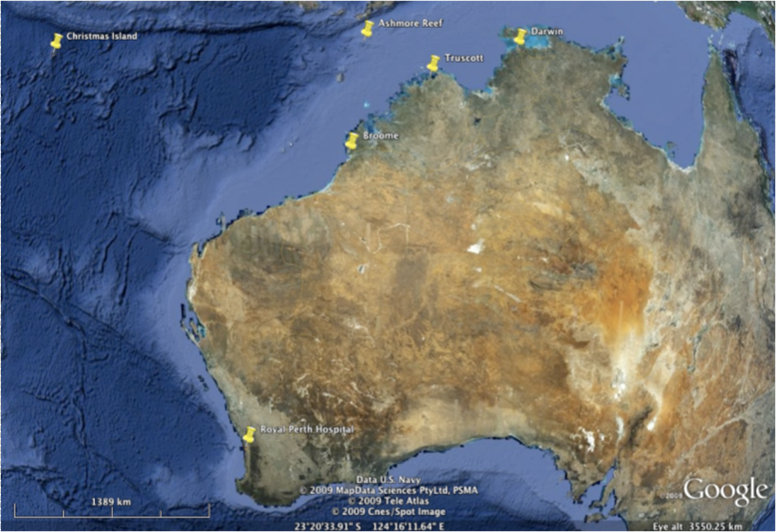 Christmas Island
Ashmore Reef
Darwin
Truscott
Broome
Royal Perth Hospital
Data U.S. Navy
© 2009 MapData Sciences PtyLtd, PSMA
© 2009 Tele Atlas
© 2009 Cnes/Spot Image
©2009 Google
1389 km
23°20'33.91" S 124°16'11.64" E
Eye alt 3550.25 km